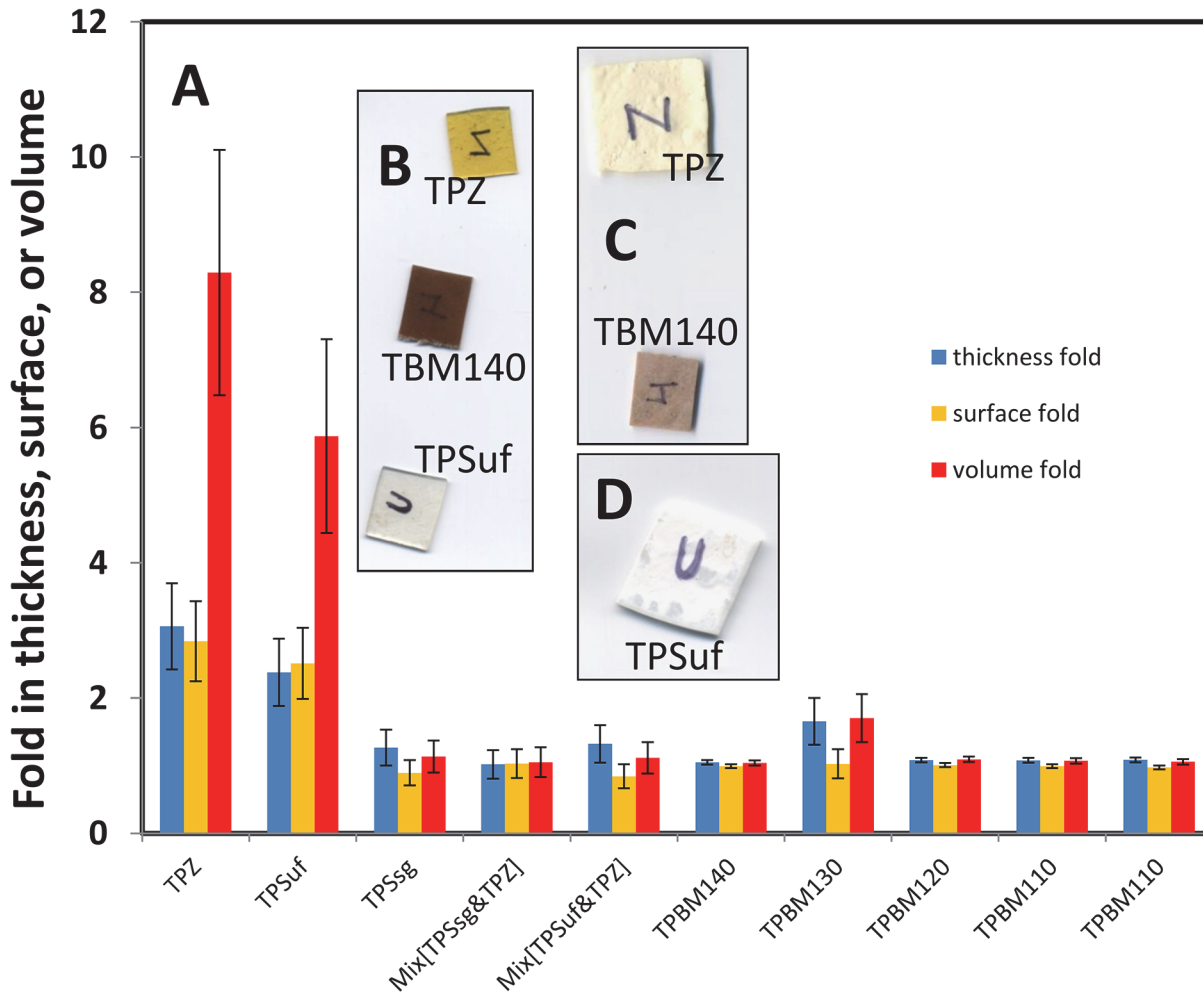 Fold in thickness, surface, or volume
12
10
8
6
4
2
0
A
B
TPZ
TBM140
TPSuf
TPZ
C
TBM140
D
U
TPSuf
thickness fold
surface fold
volume fold
TPZ
TPSuf
TPSsg
Mix[TPSsg&TPZ]
Mix[TPSuf&TPZ]
TPBM140
TPBM130
TPBM120
TPBM110
TPBM110